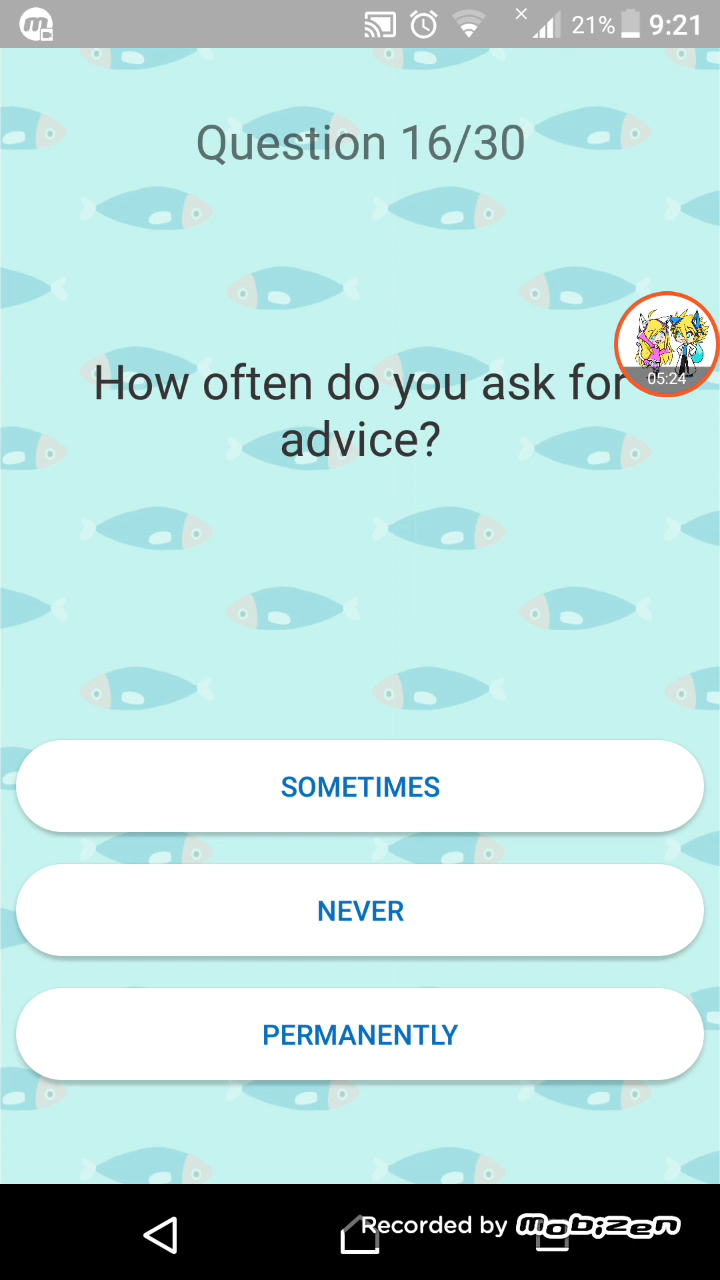 m
21% 9:21
Question 16/30
05:24
How often do you ask for
advice?
SOMETIMES
NEVER
PERMANENTLY
Recorded by Mobizen